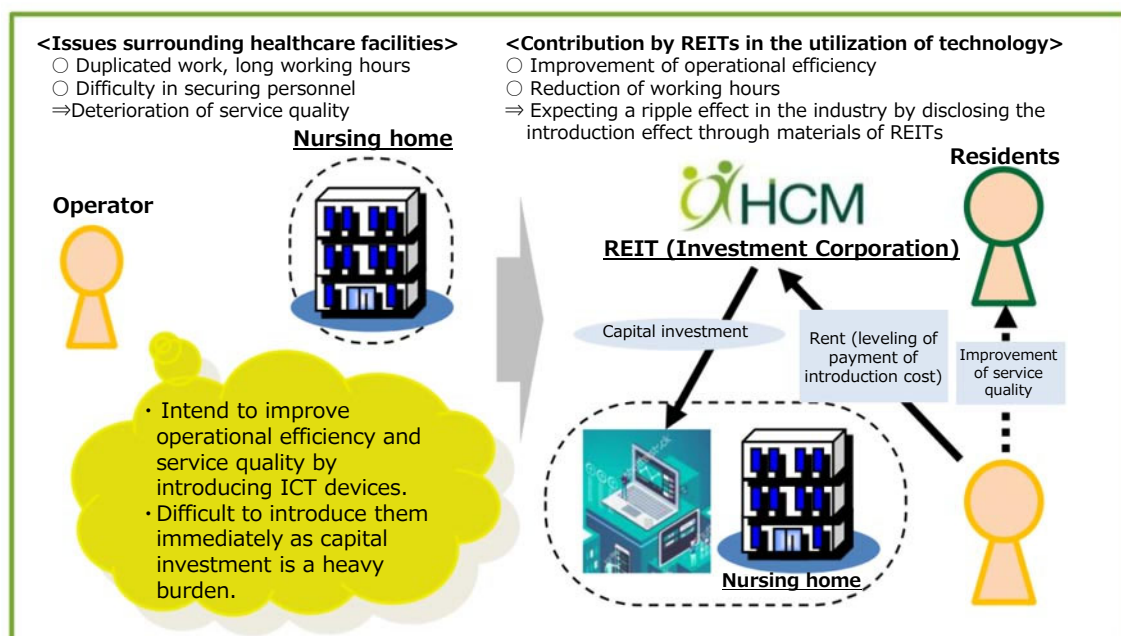 <Issues surrounding healthcare facilities>
○ Duplicated work, long working hours
○ Difficulty in securing personnel
⇒Deterioration of service quality
Nursing home
Operator
・Intend to improve
operational efficiency and
service quality by
introducing ICT devices.
・Difficult to introduce them
immediately as capital
investment is a heavy
burden.
<Contribution by REITs in the utilization of technology>
○ Improvement of operational efficiency
○ Reduction of working hours
⇒ Expecting a ripple effect in the industry by disclosing the
introduction effect through materials of REITs
Residents
HCM
REIT (Investment Corporation)
Capital investment
Rent (leveling of
payment of
introduction cost)
Improvement
of service
quality
Nursing home